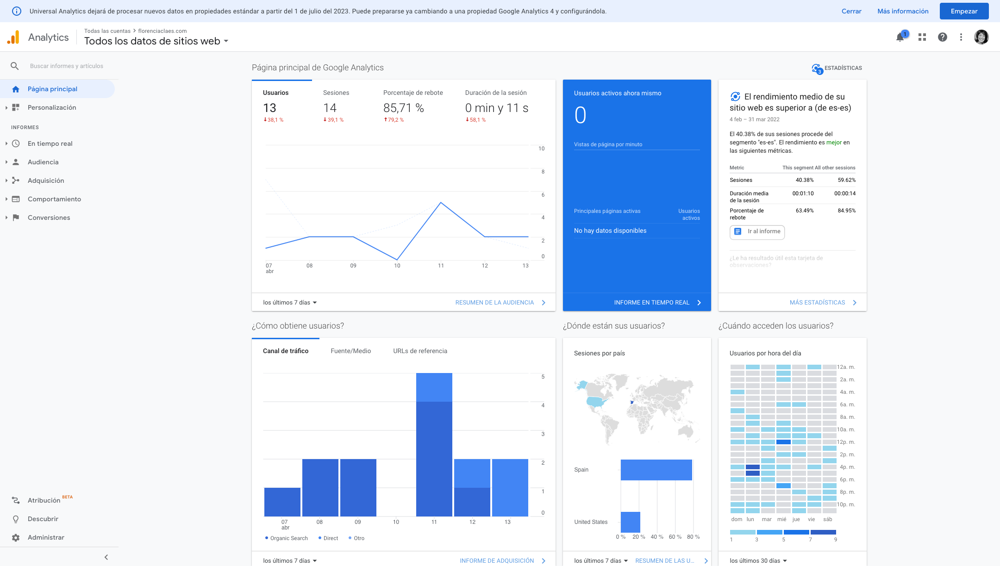 Universal Analytics dejará de procesar nuevos datos en propiedades estándar a partir del 1 de julio del 2023. Puede prepararse ya cambiando a una propiedad Google Analytics 4 y configurándola.
Cerrar
Más información
Empezar
Analytics
Todas las cuentas > florenciaclaes.com
Todos los datos de sitios web
1
Buscar informes y artículos
Página principal
Personalización
INFORMES
En tiempo real
Audiencia
Adquisición
Comportamiento
Conversiones
Atribución BETA
Descubrir
Administrar
Página principal de Google Analytics
3 ESTADÍSTICAS
Usuarios
13
38,1 %
Sesiones
14
39,1 %
Porcentaje de rebote
85,71 %
79,2 %
Duración de la sesión
0 min y 11 s
58,1 %
10
8
6
4
2
0
07 08 09 10 11 12 13
abr
los últimos 7 días
RESUMEN DE LA AUDIENCIA
Usuarios activos ahora mismo
0
Vistas de página por minuto
Principales páginas activas
Usuarios
activos
No hay datos disponibles
INFORME EN TIEMPO REAL
El rendimiento medio de su
sitio web es superior a (de es-es)
4 feb – 31 mar 2022
El 40.38% de sus sesiones procede del
segmento "es-es". El rendimiento es mejor en
las siguientes métricas.
Metric This segment All other sessions
Sesiones 40.38% 59.62%
Duración media 00:01:10 00:00:14
de la sesión
Porcentaje de 63.49% 84.95%
rebote
Ir al informe
¿Le ha resultado útil esta tarjeta de
observaciones?
MÁS ESTADÍSTICAS
¿Cómo obtiene usuarios?
Canal de tráfico
Fuente/Medio
URLs de referencia
5
4
3
2
1
0
07 08 09 10 11 12 13
abr
Organic Search
Direct
Otro
los últimos 7 días
INFORME DE ADQUISICIÓN
¿Dónde están sus usuarios?
Sesiones por país
Spain
United States
0 % 20 % 40 % 60 % 80 %
los últimos 7 días
RESUMEN DE LAS U...
¿Cuándo acceden los usuarios?
Usuarios por hora del día
12a. m.
2a. m.
4a. m.
6a. m.
8a. m.
10a. m.
12p. m.
2p. m.
4p. m.
6p. m.
8p. m.
10p. m.
dom lun mar mié jue vie sáb
1 3 5 7 9
los últimos 30 días